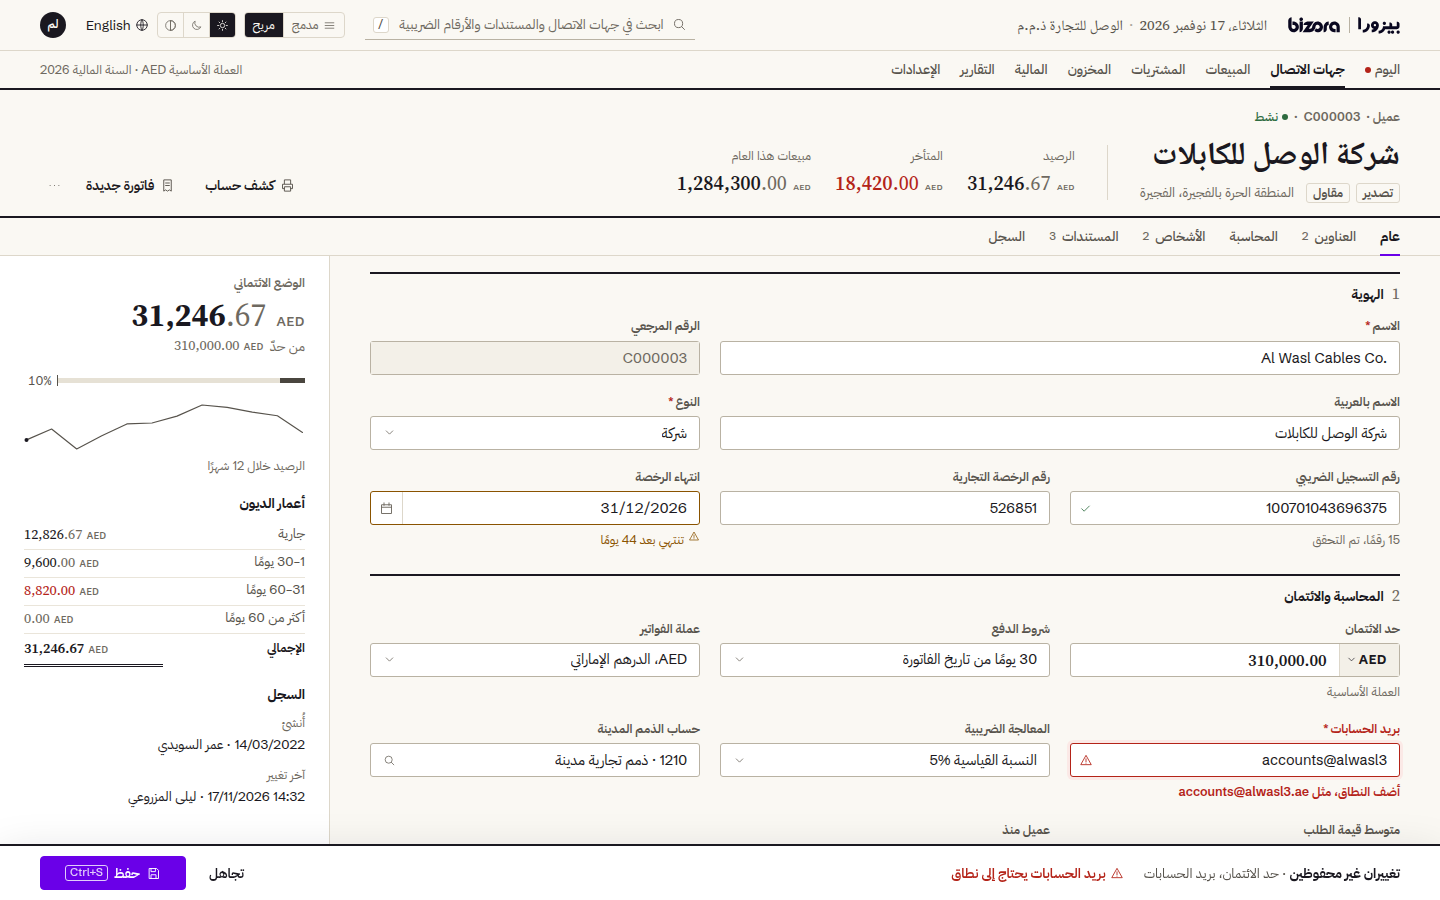 بيزورا | bizora الثلاثاء، 17 نوفمبر 2026 · الوصل للتجارة ذ.م.م ابحث في جهات الاتصال والمستندات والأرقام الضريبية / مدمج مريح English لم
اليوم جهات الاتصال المبيعات المشتريات المخزون المالية التقارير الإعدادات العملة الأساسية AED · السنة المالية 2026
عميل · C000003 · نشط
شركة الوصل للكابلات
تصدير مقاول المنطقة الحرة بالفجيرة، الفجيرة
الرصيد المتأخر مبيعات هذا العام
31,246.67 AED 18,420.00 AED 1,284,300.00 AED
كشف حساب فاتورة جديدة ...
عام العناوين 2 المحاسبة الأشخاص 2 المستندات 3 السجل
1 الهوية
الاسم * الرقم المرجعي
Al Wasl Cables Co. C000003
الاسم بالعربية النوع *
شركة الوصل للكابلات شركة
رقم التسجيل الضريبي رقم الرخصة التجارية انتهاء الرخصة
100701043696375 526851 31/12/2026
15 رقمًا، تم التحقق تنتهي بعد 44 يومًا
2 المحاسبة والائتمان
حد الائتمان شروط الدفع عملة الفواتير
AED 310,000.00 30 يومًا من تاريخ الفاتورة AED، الدرهم الإماراتي
العملة الأساسية
بريد الحسابات * المعالجة الضريبية حساب الذمم المدينة
accounts@alwasl3 النسبة القياسية 5% 1210 · ذمم تجارية مدينة
أضف النطاق، مثل accounts@alwasl3.ae
متوسط قيمة الطلب عميل منذ
الوضع الائتماني
31,246.67 AED
من حدّ 310,000.00 AED
10%
الرصيد خلال 12 شهرًا
أعمار الديون
جارية 12,826.67 AED
1–30 يومًا 9,600.00 AED
31–60 يومًا 8,820.00 AED
أكثر من 60 يومًا 0.00 AED
الإجمالي 31,246.67 AED
السجل
أنشئ
14/03/2022 · عمر السويدي
آخر تغيير
17/11/2026 14:32 · ليلى المزروعي
تغييران غير محفوظين · حد الائتمان، بريد الحسابات بريد الحسابات يحتاج إلى نطاق تجاهل حفظ Ctrl+S